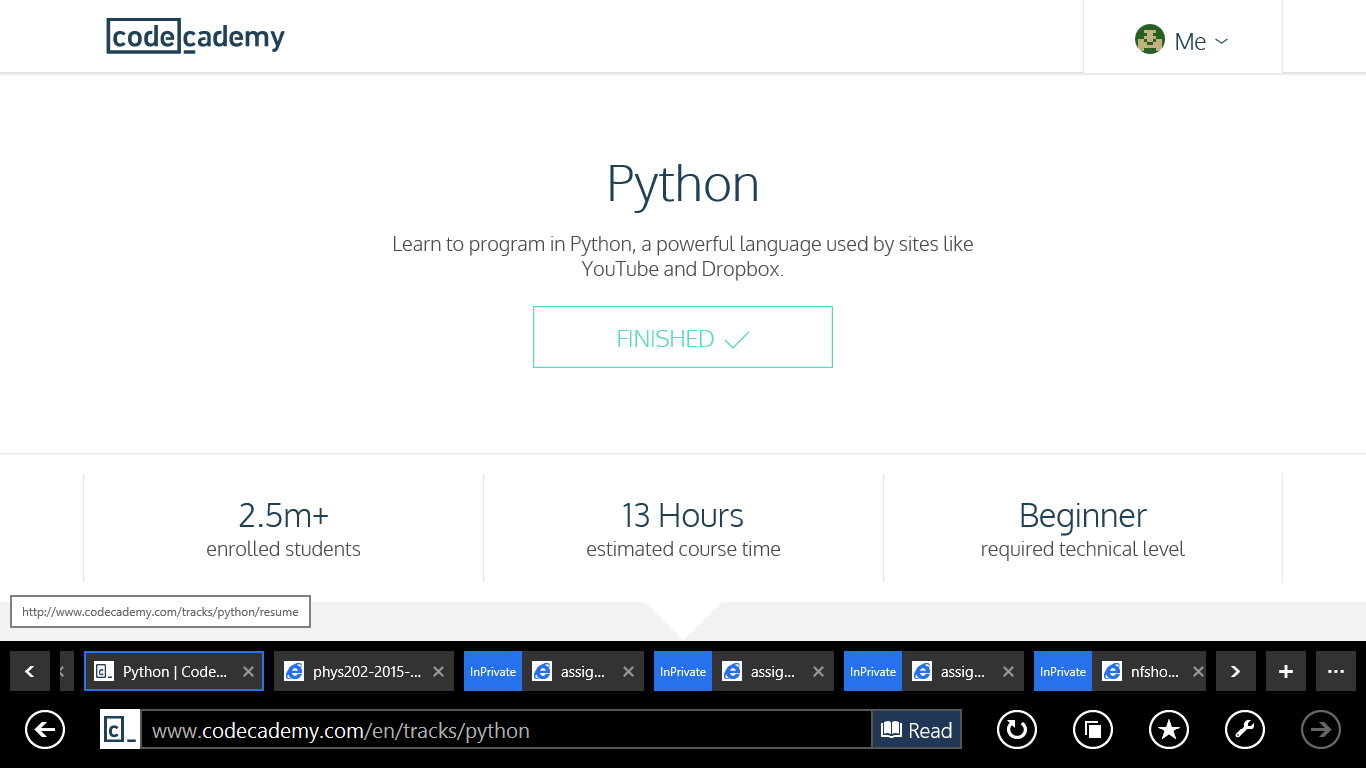 codecademy
Me
Python
Learn to program in Python, a powerful language used by sites like
YouTube and Dropbox.
FINISHED
2.5m+
enrolled students
13 Hours
estimated course time
Beginner
required technical level
http://www.codecademy.com/tracks/python/resume
Python | Code...
phys202-2015-...
InPrivate
assig...
InPrivate
assig...
InPrivate
assig...
InPrivate
nfsho...
www.codecademy.com/en/tracks/python
Read